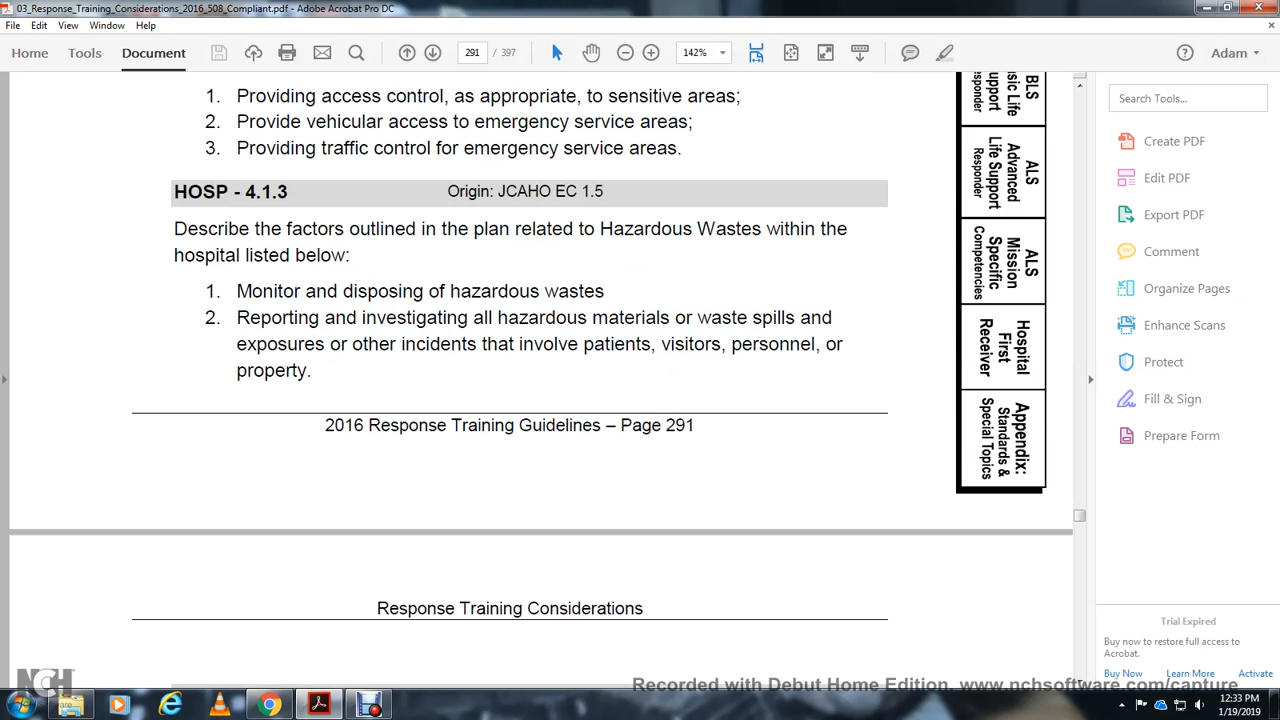 03_Response_Training_Considerations_2016_508_Compliant.pdf - Adobe Acrobat Pro DC
File Edit View Window Help
Home Tools Document 291 / 397 142% Adam
1. Providing access control, as appropriate, to sensitive areas;
2. Provide vehicular access to emergency service areas;
3. Providing traffic control for emergency service areas.
HOSP - 4.1.3 Origin: JCAHO EC 1.5
Describe the factors outlined in the plan related to Hazardous Wastes within the
hospital listed below:
1. Monitor and disposing of hazardous wastes
2. Reporting and investigating all hazardous materials or waste spills and
exposures or other incidents that involve patients, visitors, personnel, or
property.
2016 Response Training Guidelines – Page 291
Response Training Considerations
BLS
Basic Life
Support
Responder
ALS
Advanced
Life Support
Responder
ALS
Mission
Specific
Competencies
Hospital
First
Receiver
Appendix:
Standards &
Special Topics
Search Tools...
Create PDF
Edit PDF
Export PDF
Comment
Organize Pages
Enhance Scans
Protect
Fill & Sign
Prepare Form
Trial Expired
Buy now to restore full access to
Acrobat.
Buy Now Learn More Activate
NCH
Recorded with Debut Home Edition. www.nchsoftware.com/capture
12:33 PM
1/19/2019